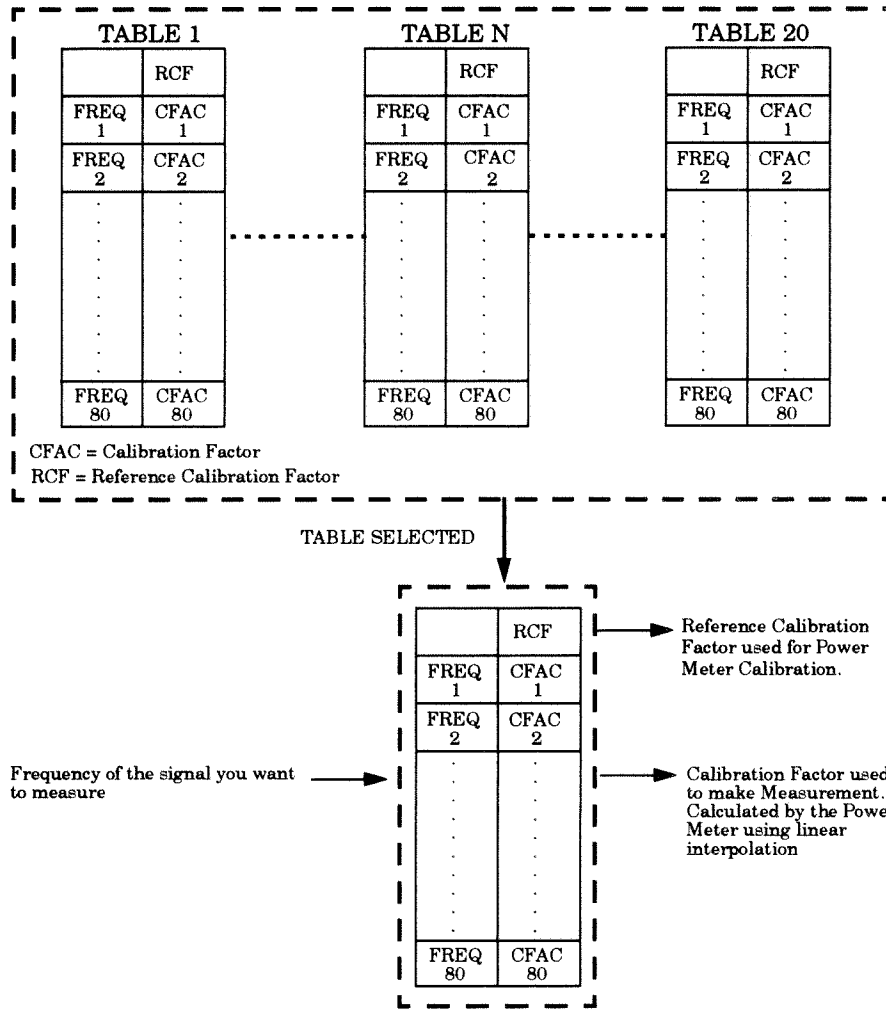 TABLE 1
RCF
FREQ 1
CFAC 1
FREQ 2
CFAC 2
FREQ 80
CFAC 80
TABLE N
RCF
FREQ 1
CFAC 1
FREQ 2
CFAC 2
FREQ 80
CFAC 80
TABLE 20
RCF
FREQ 1
CFAC 1
FREQ 2
CFAC 2
FREQ 80
CFAC 80
CFAC = Calibration Factor
RCF = Reference Calibration Factor
TABLE SELECTED
RCF
FREQ 1
CFAC 1
FREQ 2
CFAC 2
FREQ 80
CFAC 80
Reference Calibration
Factor used for Power
Meter Calibration.
Frequency of the signal you want
to measure
Calibration Factor used
to make Measurement.
Calculated by the Powe
Meter using linear
interpolation